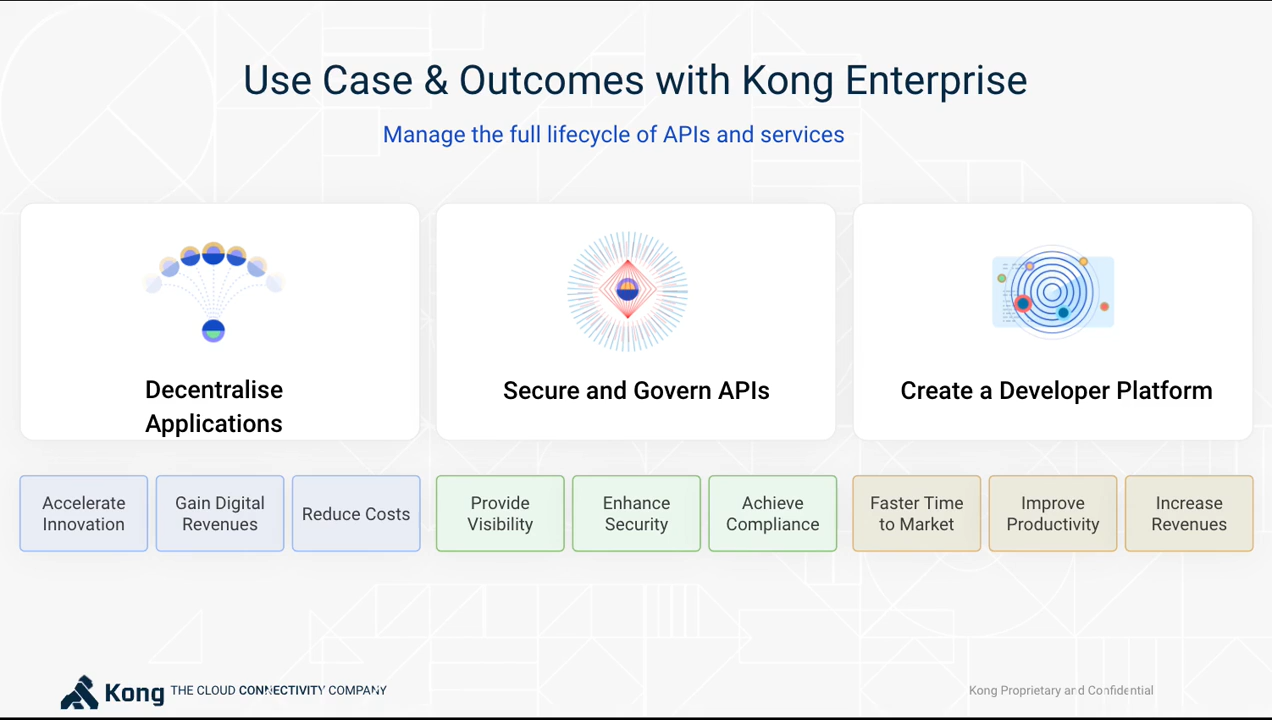 Use Case & Outcomes with Kong Enterprise
Manage the full lifecycle of APIs and services
Decentralise
Applications
Secure and Govern APIs
Create a Developer Platform
Accelerate
Innovation
Gain Digital
Revenues
Reduce Costs
Provide
Visibility
Enhance
Security
Achieve
Compliance
Faster Time
to Market
Improve
Productivity
Increase
Revenues
Kong THE CLOUD CONNECTIVITY COMPANY
Kong Proprietary and Confidential